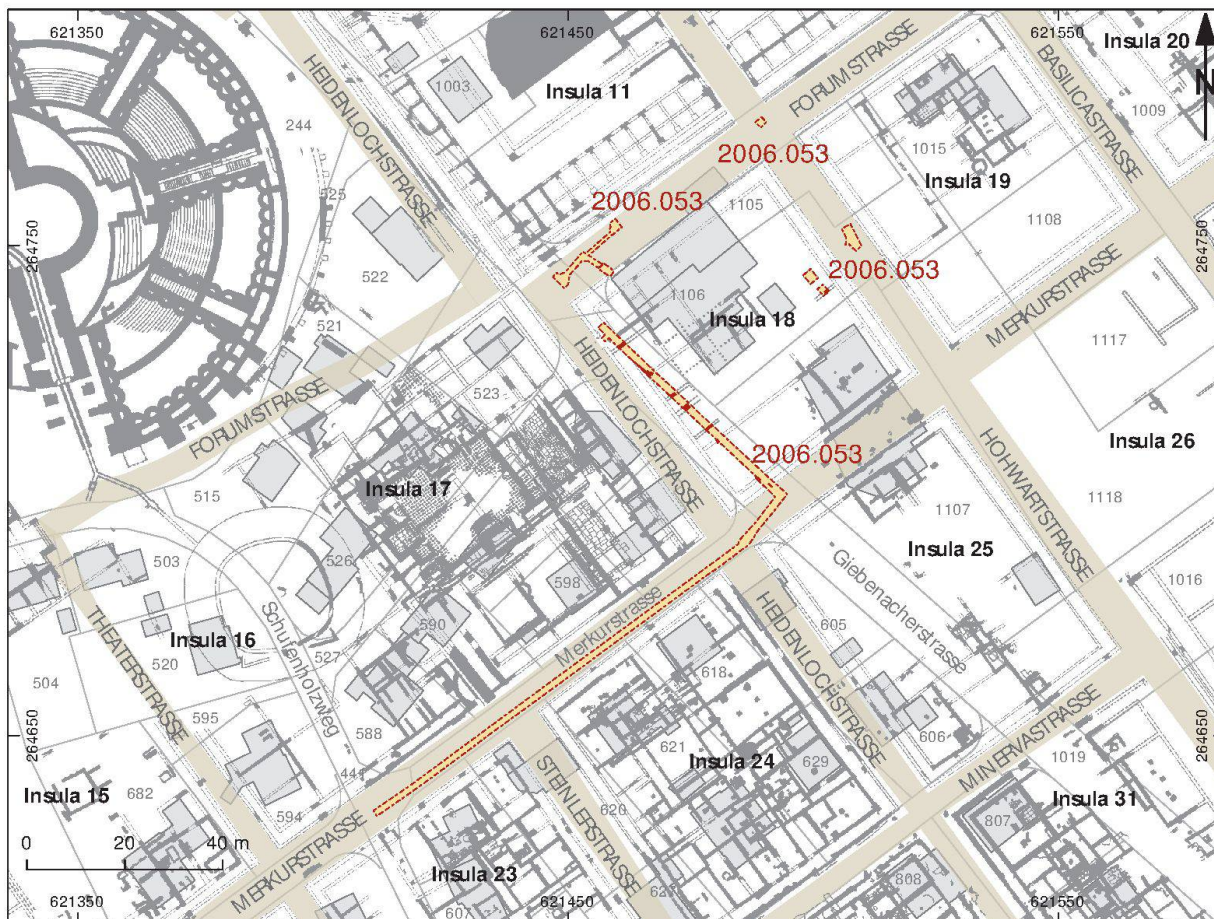 621350
621450
621550
Insula 20
N
HEIDENLOCHSTRASSE
1003
Insula 11
FORUMSTRASSE
BASILICASTRASSE
1009
244
2006.053
1015
Insula 19
525
2006.053
1105
1108
264750
264750
522
2006.053
MERKURSTRASSE
1106
Insula 18
521
1117
HEIDENLOCHSTRASSE
523
FORUMSTRASSE
HOHWARTSTRASSE
Insula 26
2006.053
515
Insula 17
1118
1107
503
526
Insula 25
598
Giebenacherstrasse
1016
THEATERSTRASSE
Schufenholzweg
590
Merkurstrasse
HEIDENLOCHSTRASSE
605
Insula 16
520
527
504
618
595
588
606
264650
264650
MINERVASTRASSE
1019
621
Insula 24
629
441
STEINLERSTRASSE
Insula 15
682
620
Insula 31
594
807
0
20
40 m
MERKURSTRASSE
Insula 23
627
808
607
621350
621450
621550